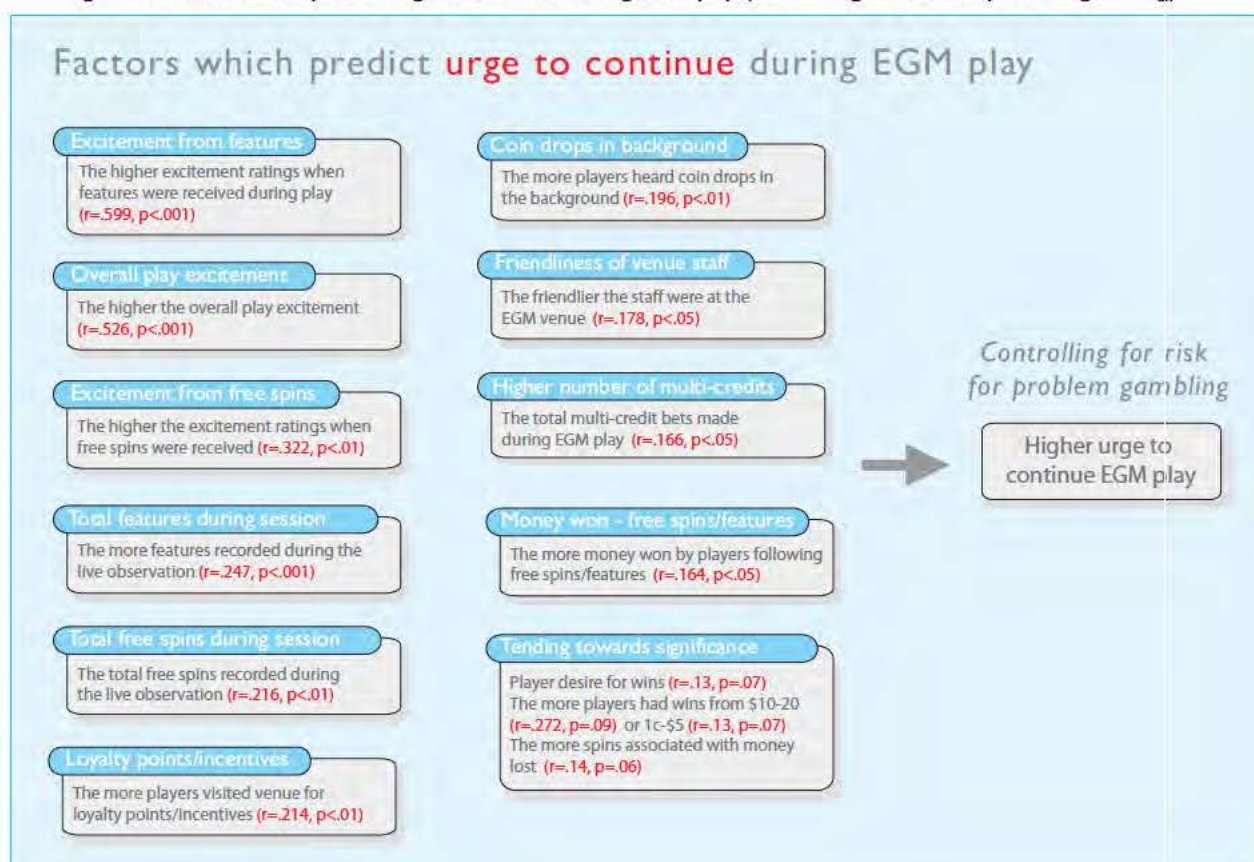 Factors which predict urge to continue during EGM play
Excitement from features
The higher excitement ratings when
features were received during play
(r=.599, p<.001)
Overall play excitement
The higher the overall play excitement
(r=.526, p<.001)
Excitement from free spins
The higher the excitement ratings when
free spins were received (r=.322, p<.01)
Total features during session
The more features recorded during the
live observation (r=.247, p<.001)
Total free spins during session
The total free spins recorded during
the live observation (r=.216, p<.01)
Loyalty points/incentives
The more players visited venue for
loyalty points/incentives (r=.214, p<.01)
Coin drops in background
The more players heard coin drops in
the background (r=.196, p<.01)
Friendliness of venue staff
The friendlier the staff were at the
EGM venue (r=.178, p<.05)
Higher number of multi-credits
The total multi-credit bets made
during EGM play (r=.166, p<.05)
Money won - free spins/features
The more money won by players following
free spins/features (r=.164, p<.05)
Tending towards significance
Player desire for wins (r=.13, p=.07)
The more players had wins from $10-20
(r=.272, p=.09) or 1c-$5 (r=.13, p=.07)
The more spins associated with money
lost (r=.14, p=.06)
Controlling for risk
for problem gambling
Higher urge to
continue EGM play